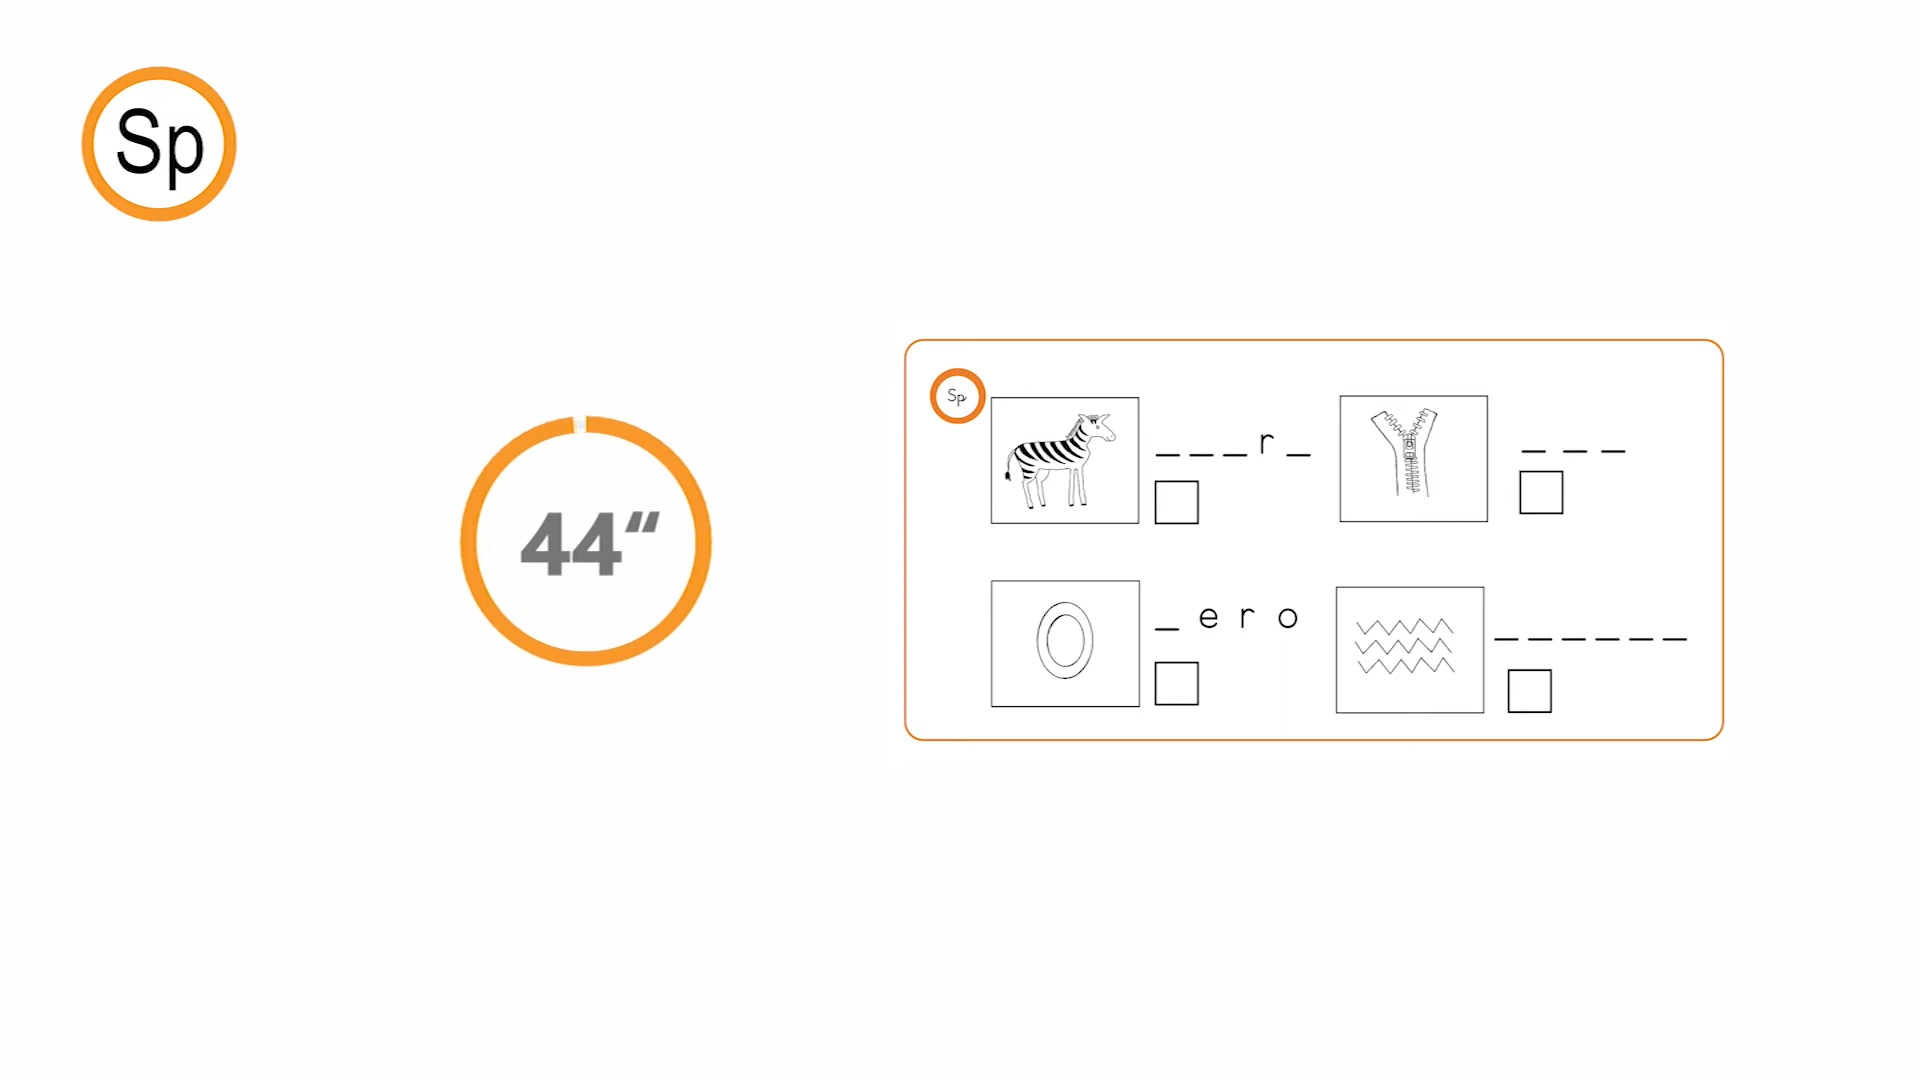 Sp
44“
Sp
_ _ _ r _
_ _ _
_ e r o
_ _ _ _ _ _